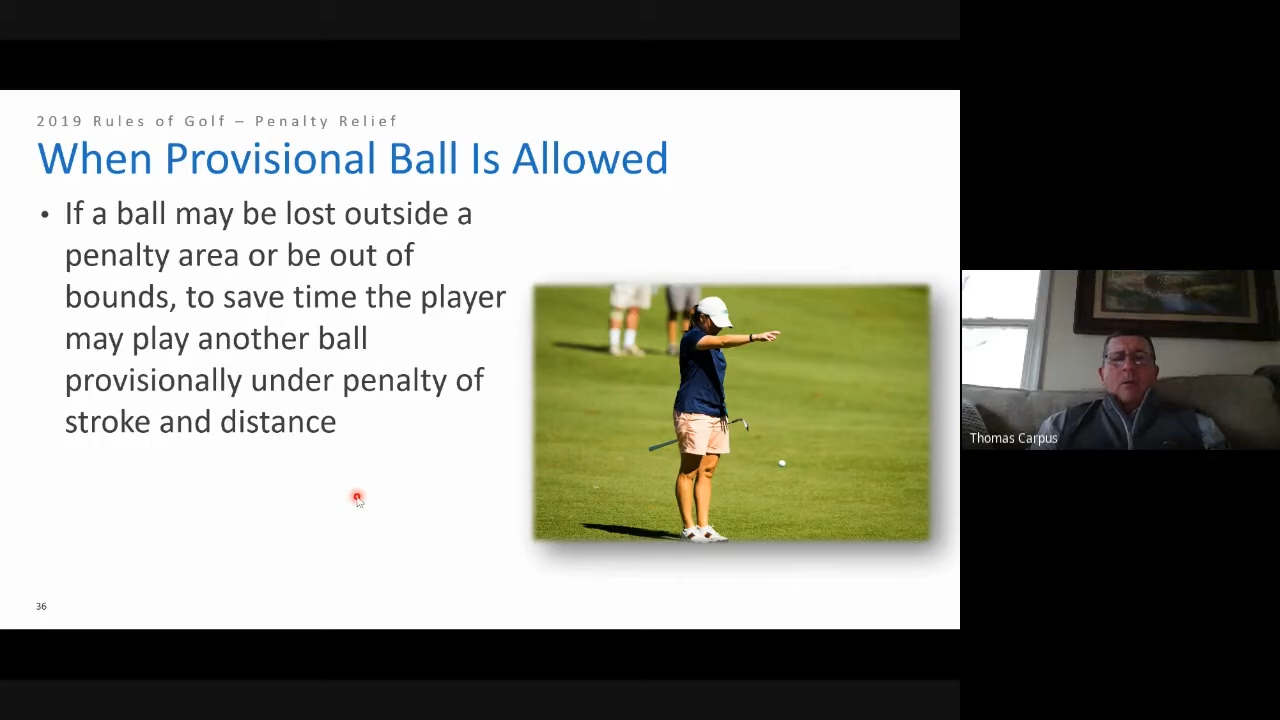 2019 Rules of Golf – Penalty Relief
When Provisional Ball Is Allowed
• If a ball may be lost outside a
penalty area or be out of
bounds, to save time the player
may play another ball
provisionally under penalty of
stroke and distance
36
Thomas Carpus